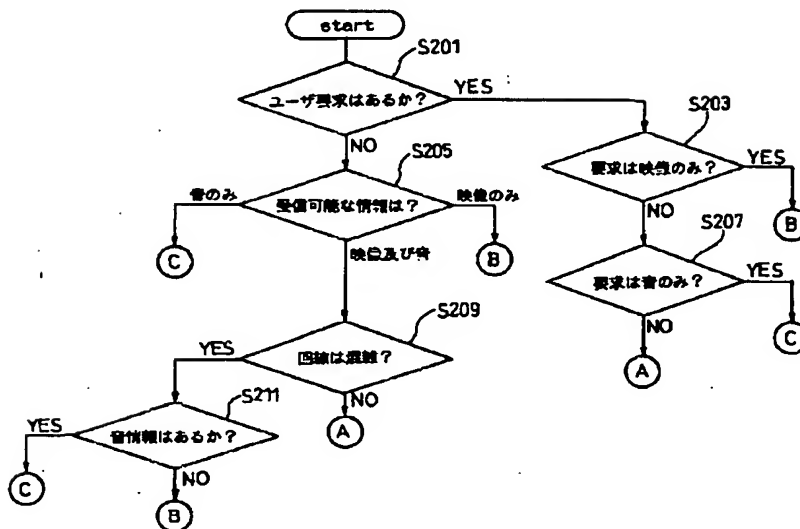 start
S201
ユーザ要求はあるか?
YES
NO
S203
要求は映像のみ?
YES
NO
B
S205
受信可能な情報は?
音のみ
映像のみ
C
B
映像及び音
S207
要求は音のみ?
YES
NO
C
A
S209
回線は混雑?
YES
NO
A
S211
音情報はあるか?
YES
NO
C
B